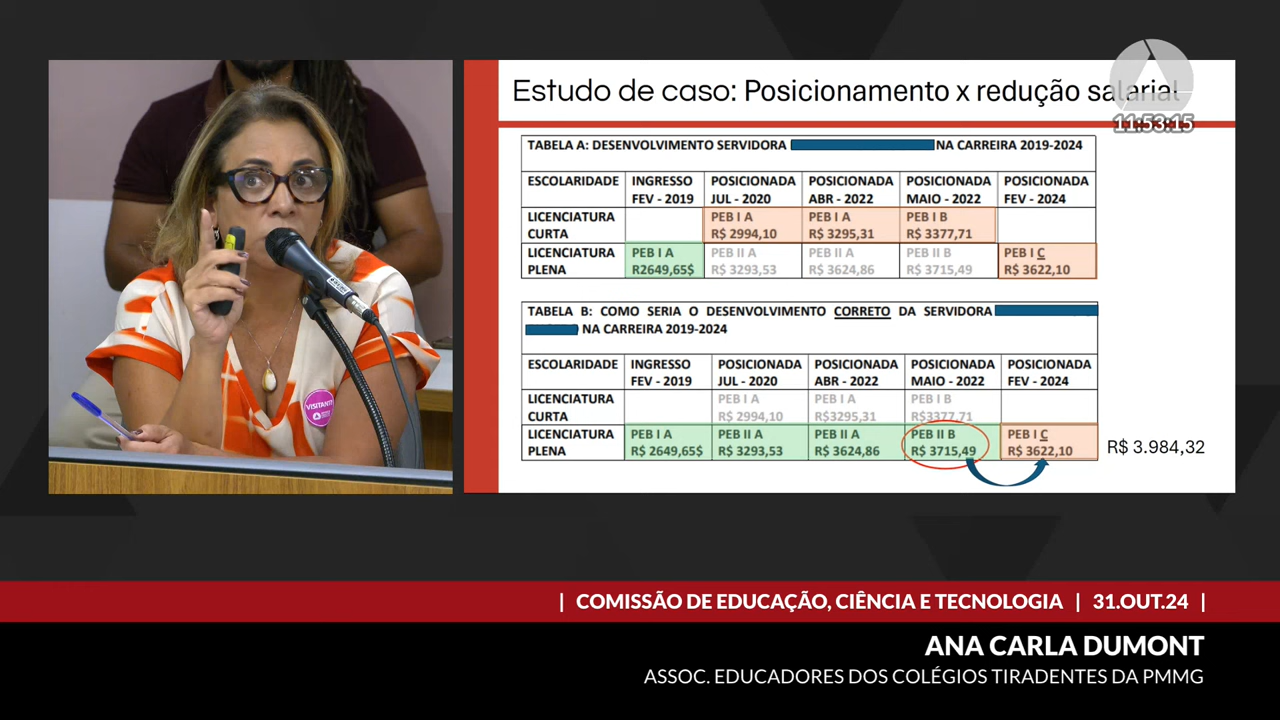 Estudo de caso: Posicionamento x redução salarial
11:53:15
TABELA A: DESENVOLVIMENTO SERVIDORA NA CARREIRA 2019-2024
ESCOLARIDADE INGRESSO FEV - 2019 POSICIONADA JUL - 2020 POSICIONADA ABR - 2022 POSICIONADA MAIO - 2022 POSICIONADA FEV - 2024
LICENCIATURA CURTA PEB I A R$ 2994,10 PEB I A R$ 3295,31 PEB I B R$ 3377,71
LICENCIATURA PLENA PEB I A R2649,65$ PEB II A R$ 3293,53 PEB II A R$ 3624,86 PEB II B R$ 3715,49 PEB I C R$ 3622,10
TABELA B: COMO SERIA O DESENVOLVIMENTO CORRETO DA SERVIDORA
NA CARREIRA 2019-2024
ESCOLARIDADE INGRESSO FEV - 2019 POSICIONADA JUL - 2020 POSICIONADA ABR - 2022 POSICIONADA MAIO - 2022 POSICIONADA FEV - 2024
LICENCIATURA CURTA PEB I A R$ 2994,10 PEB I A R$3295,31 PEB I B R$3377,71
LICENCIATURA PLENA PEB I A R$ 2649,65$ PEB II A R$ 3293,53 PEB II A R$ 3624,86 PEB II B R$ 3715,49 PEB I C R$ 3622,10
R$ 3.984,32
VISITANTE
| COMISSÃO DE EDUCAÇÃO, CIÊNCIA E TECNOLOGIA | 31.OUT.24 |
ANA CARLA DUMONT
ASSOC. EDUCADORES DOS COLÉGIOS TIRADENTES DA PMMG